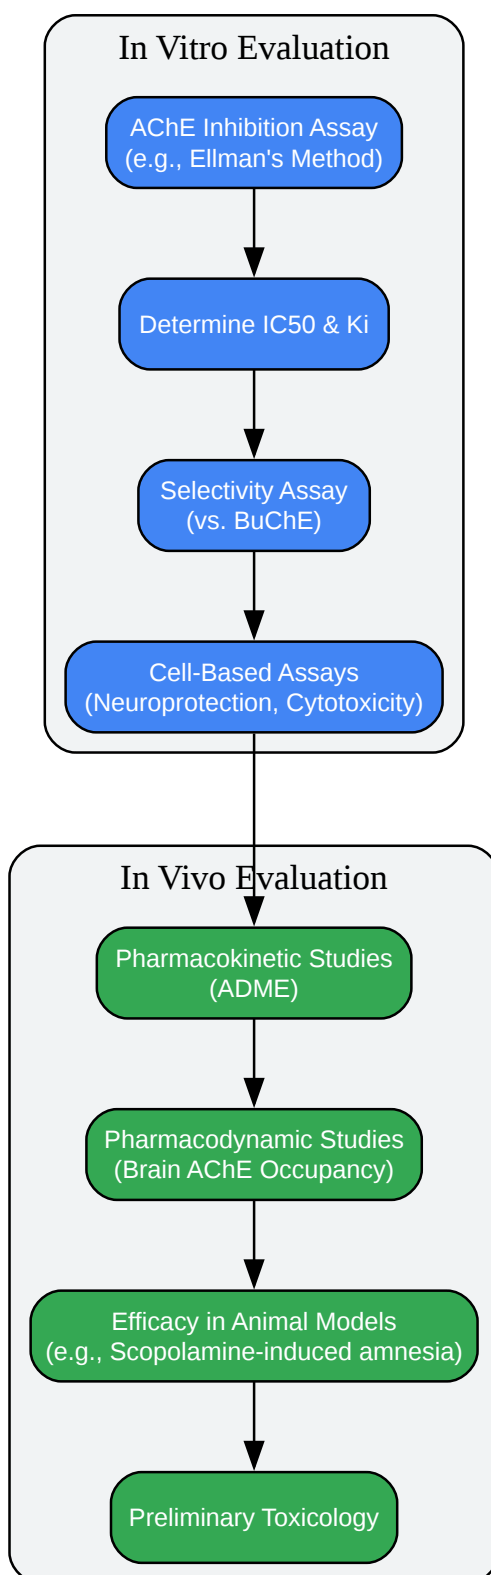 In Vitro Evaluation
AChE Inhibition Assay
(e.g., Ellman's Method)
Determine IC50 & Ki
Selectivity Assay
(vs. BuChE)
Cell-Based Assays
(Neuroprotection, Cytotoxicity)
In Vivo Evaluation
Pharmacokinetic Studies
(ADME)
Pharmacodynamic Studies
(Brain AChE Occupancy)
Efficacy in Animal Models
(e.g., Scopolamine-induced amnesia)
Preliminary Toxicology